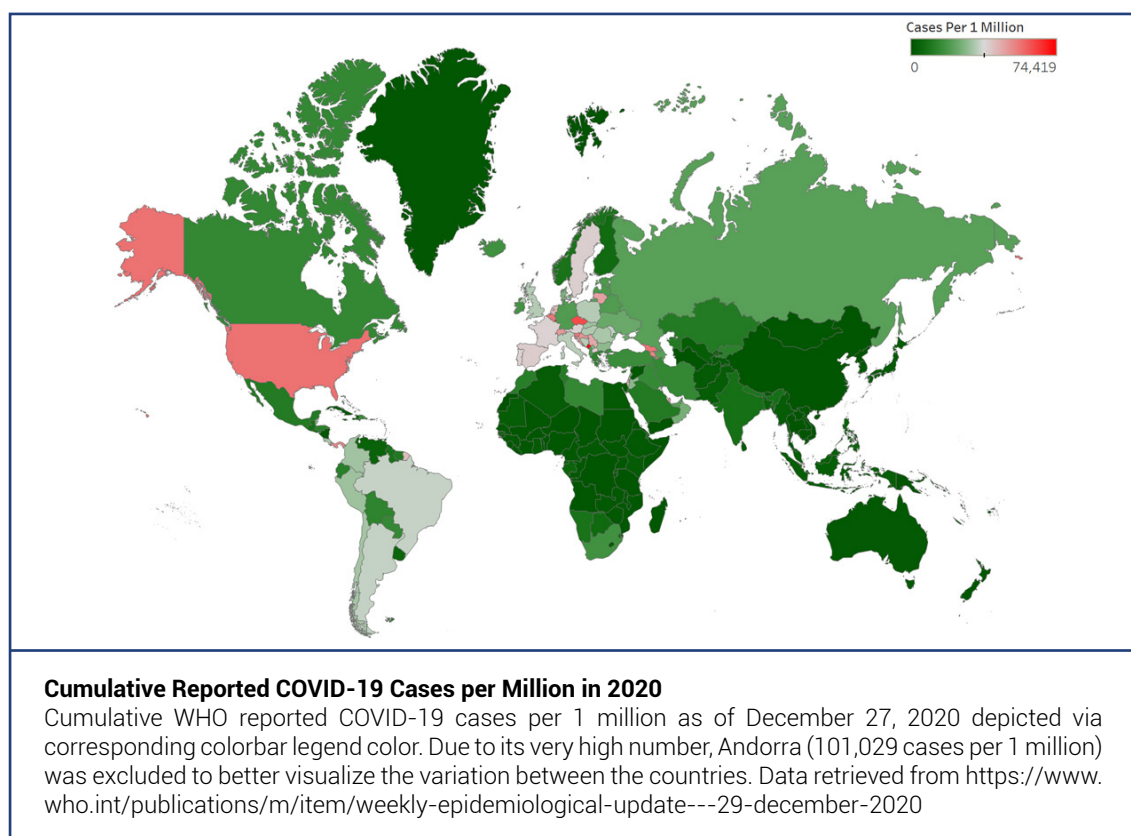 Cases Per 1 Million
0 74,419
Cumulative Reported COVID-19 Cases per Million in 2020
Cumulative WHO reported COVID-19 cases per 1 million as of December 27, 2020 depicted via
corresponding colorbar legend color. Due to its very high number, Andorra (101,029 cases per 1 million)
was excluded to better visualize the variation between the countries. Data retrieved from https://www.
who.int/publications/m/item/weekly-epidemiological-update---29-december-2020